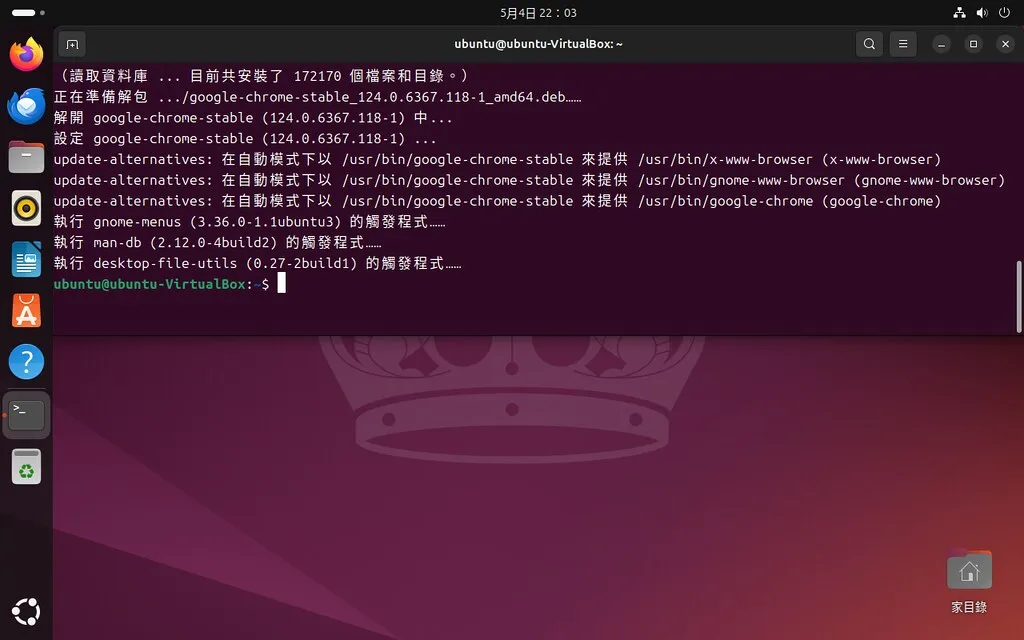 5月4日 22：03
ubuntu@ubuntu-VirtualBox: ~
（讀取資料庫 ... 目前共安裝了 172170 個檔案和目錄。）
正在準備解包 .../google-chrome-stable_124.0.6367.118-1_amd64.deb……
解開 google-chrome-stable (124.0.6367.118-1) 中...
設定 google-chrome-stable (124.0.6367.118-1) ...
update-alternatives: 在自動模式下以 /usr/bin/google-chrome-stable 來提供 /usr/bin/x-www-browser (x-www-browser)
update-alternatives: 在自動模式下以 /usr/bin/google-chrome-stable 來提供 /usr/bin/gnome-www-browser (gnome-www-browser)
update-alternatives: 在自動模式下以 /usr/bin/google-chrome-stable 來提供 /usr/bin/google-chrome (google-chrome)
執行 gnome-menus (3.36.0-1.1ubuntu3) 的觸發程式……
執行 man-db (2.12.0-4build2) 的觸發程式……
執行 desktop-file-utils (0.27-2build1) 的觸發程式……
ubuntu@ubuntu-VirtualBox:~$
家目錄